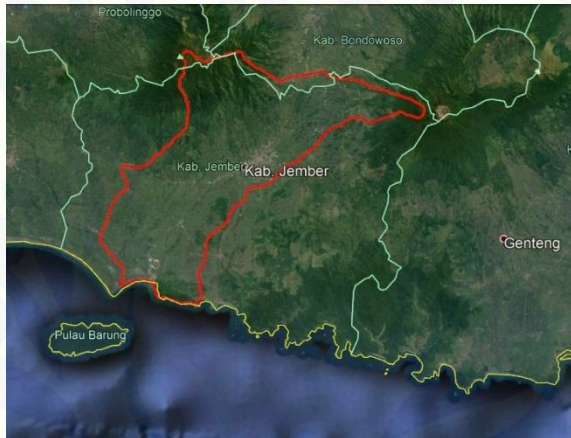 Probolinggo
Kab. Bondowoso
Kab. Jember
Kab. Jember
Genteng
Pulau Barung